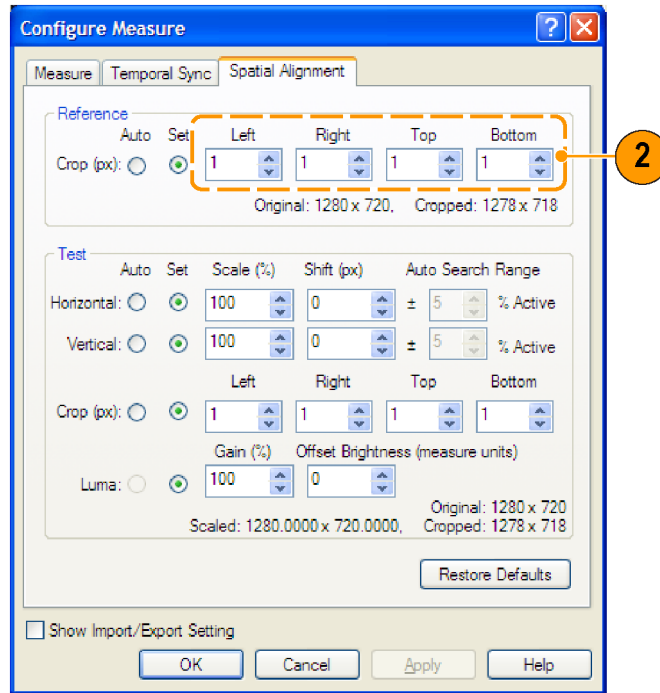 Configure Measure
Measure Temporal Sync Spatial Alignment
Reference
Auto Set Left Right Top Bottom
Crop (px): 1 1 1 1
2
Original: 1280 x 720, Cropped: 1278 x 718
Test
Auto Set Scale (%) Shift (px) Auto Search Range
Horizontal: 100 0 ± 5 % Active
Vertical: 100 0 ± 5 % Active
Left Right Top Bottom
Crop (px): 1 1 1 1
Gain (%) Offset Brightness (measure units)
Luma: 100 0
Original: 1280 x 720
Scaled: 1280.0000 x 720.0000, Cropped: 1278 x 718
Restore Defaults
Show Import/Export Setting
OK Cancel Apply Help